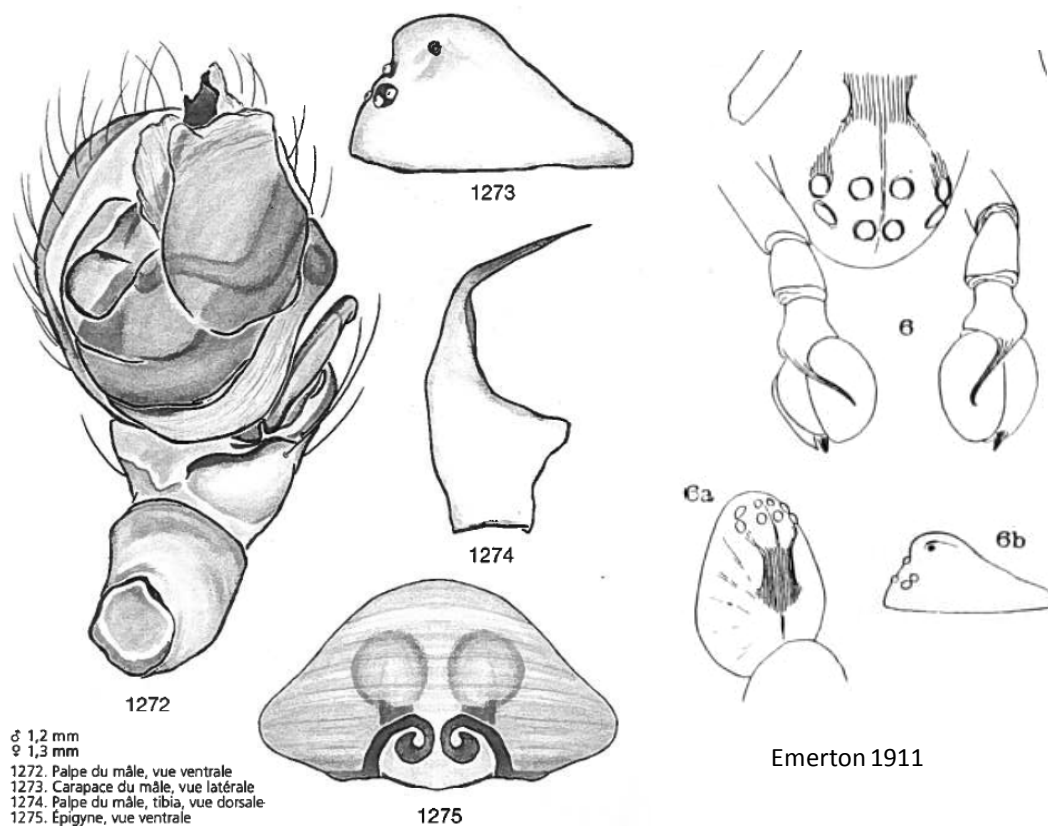 1273
6
1274
6a
6b
1272
♂ 1,2 mm
♀ 1,3 mm
1272. Palpe du mâle, vue ventrale
1273. Carapace du mâle, vue latérale
1274. Palpe du mâle, tibia, vue dorsale
1275. Épigyne, vue ventrale
1275
Emerton 1911